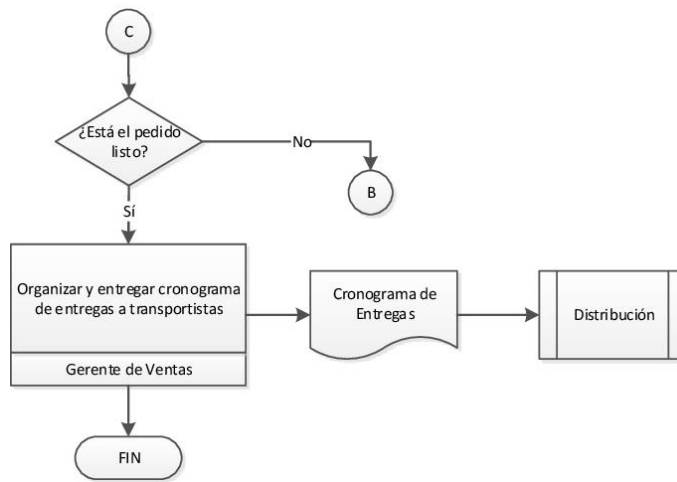 C
¿Está el pedido
listo?
No
B
Sí
Organizar y entregar cronograma
de entregas a transportistas
Gerente de Ventas
Cronograma de
Entregas
Distribución
FIN